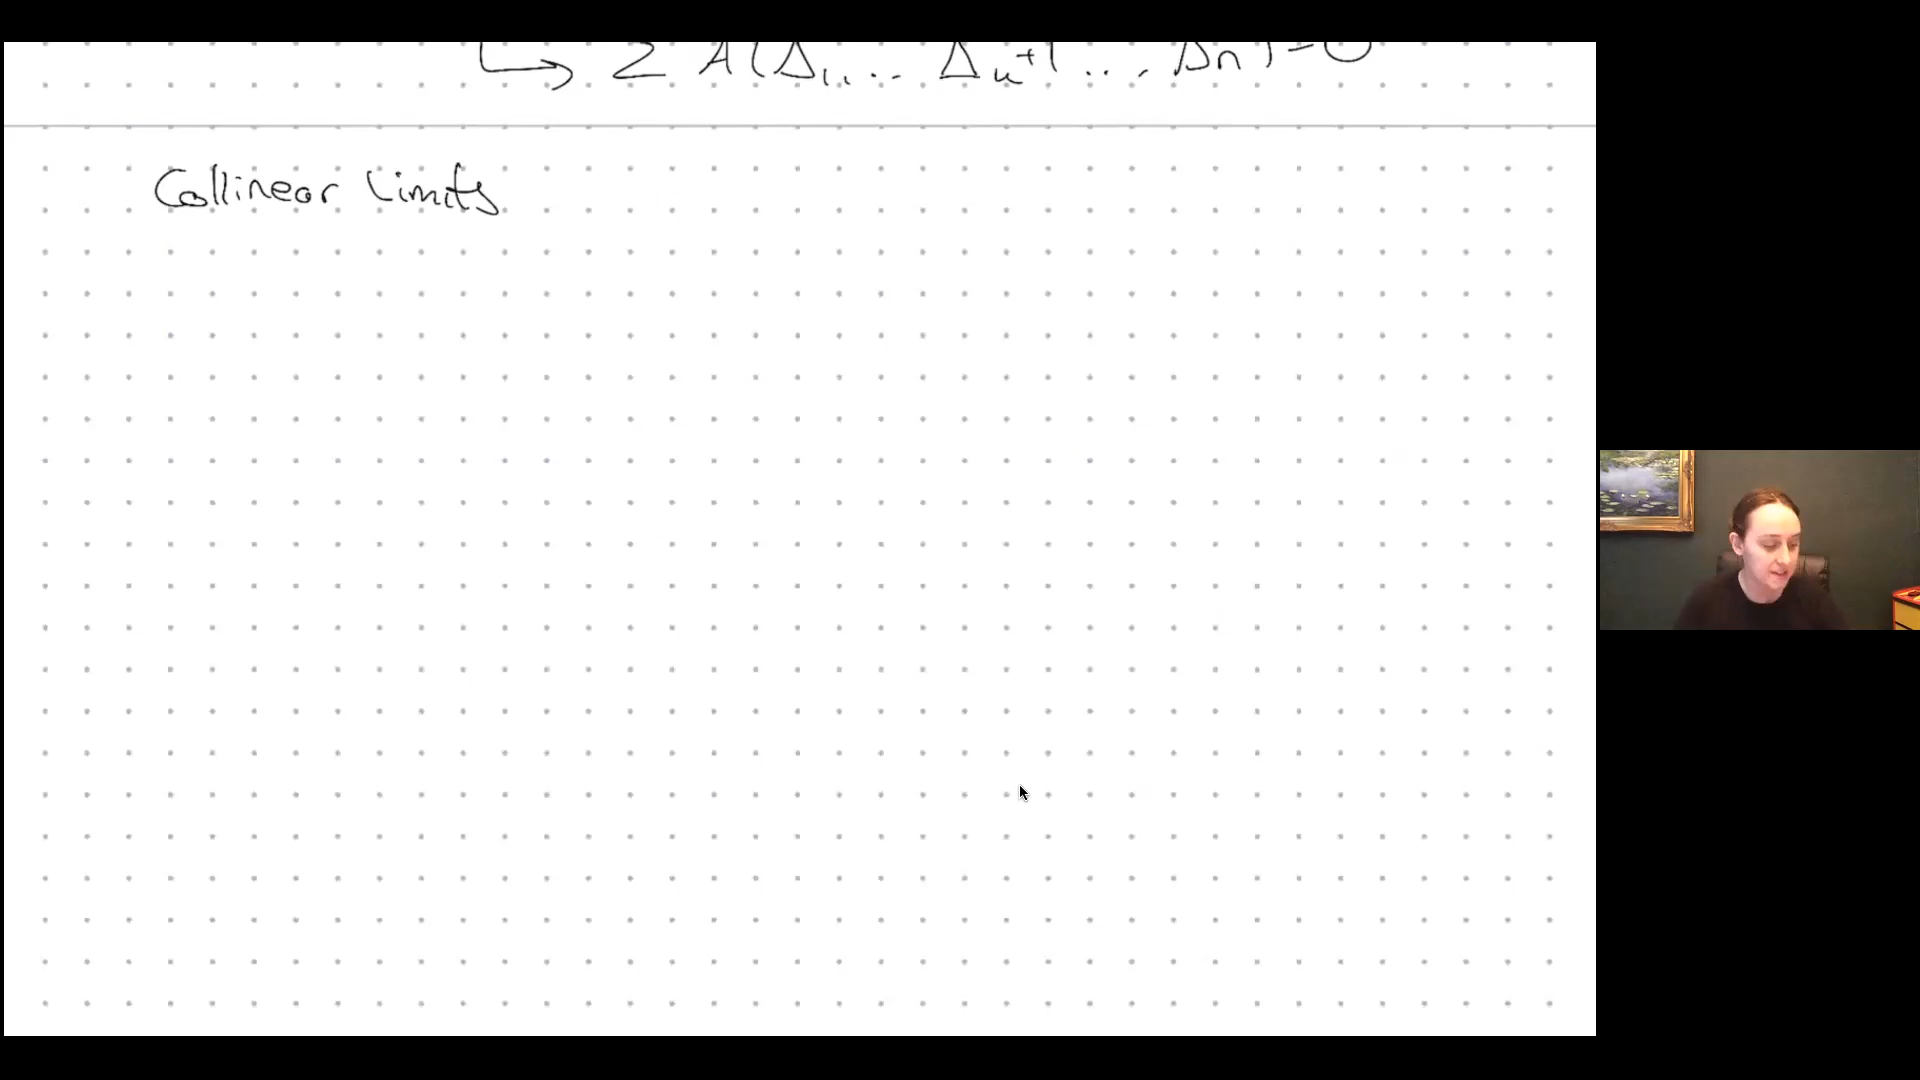 ↳ Σ A(Δ₁, ... Δₖ+1 ..., Δn) = 0
Collinear Limits